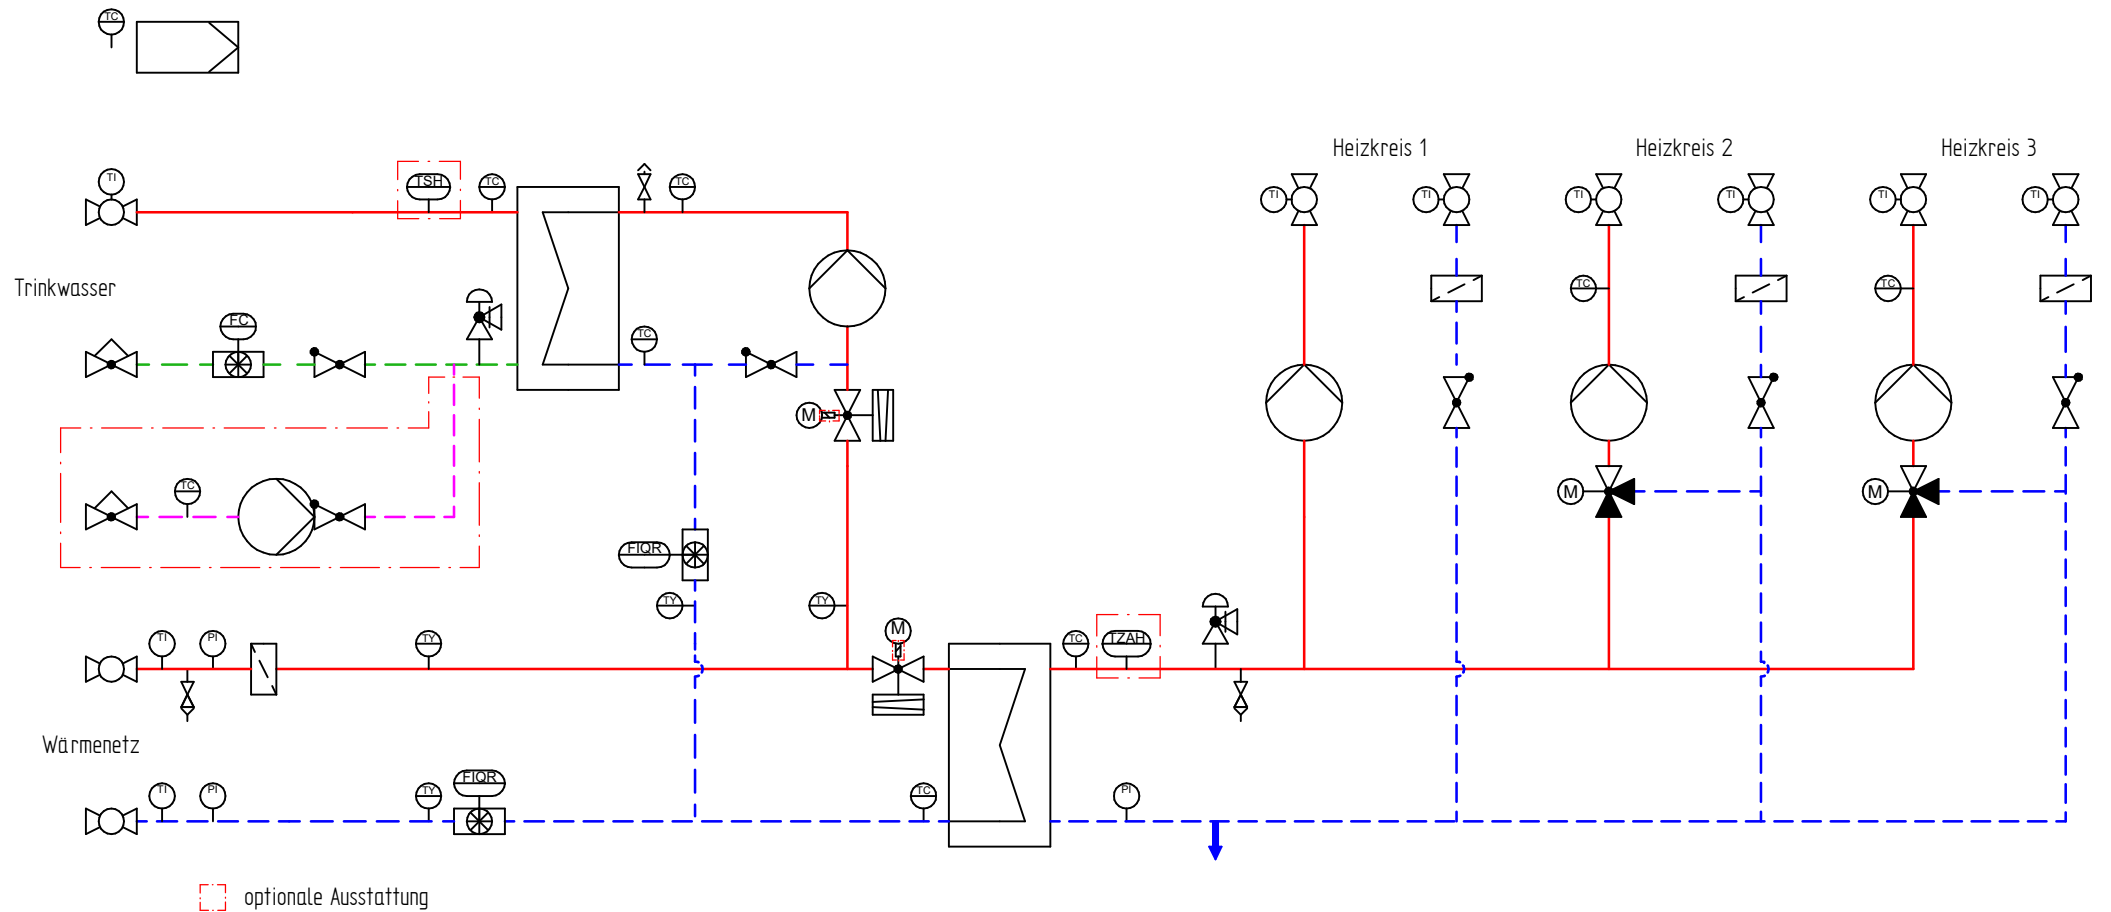 TC
Heizkreis 1
Heizkreis 2
Heizkreis 3
TI
TSH
TC
TC
TI
TI
TI
TI
TI
TI
Trinkwasser
FC
TC
TC
TC
M
TC
M
M
FIQR
TY
TY
TI
PI
TY
M
TC
TZAH
Wärmenetz
TI
PI
TY
FIQR
TC
PI
optionale Ausstattung